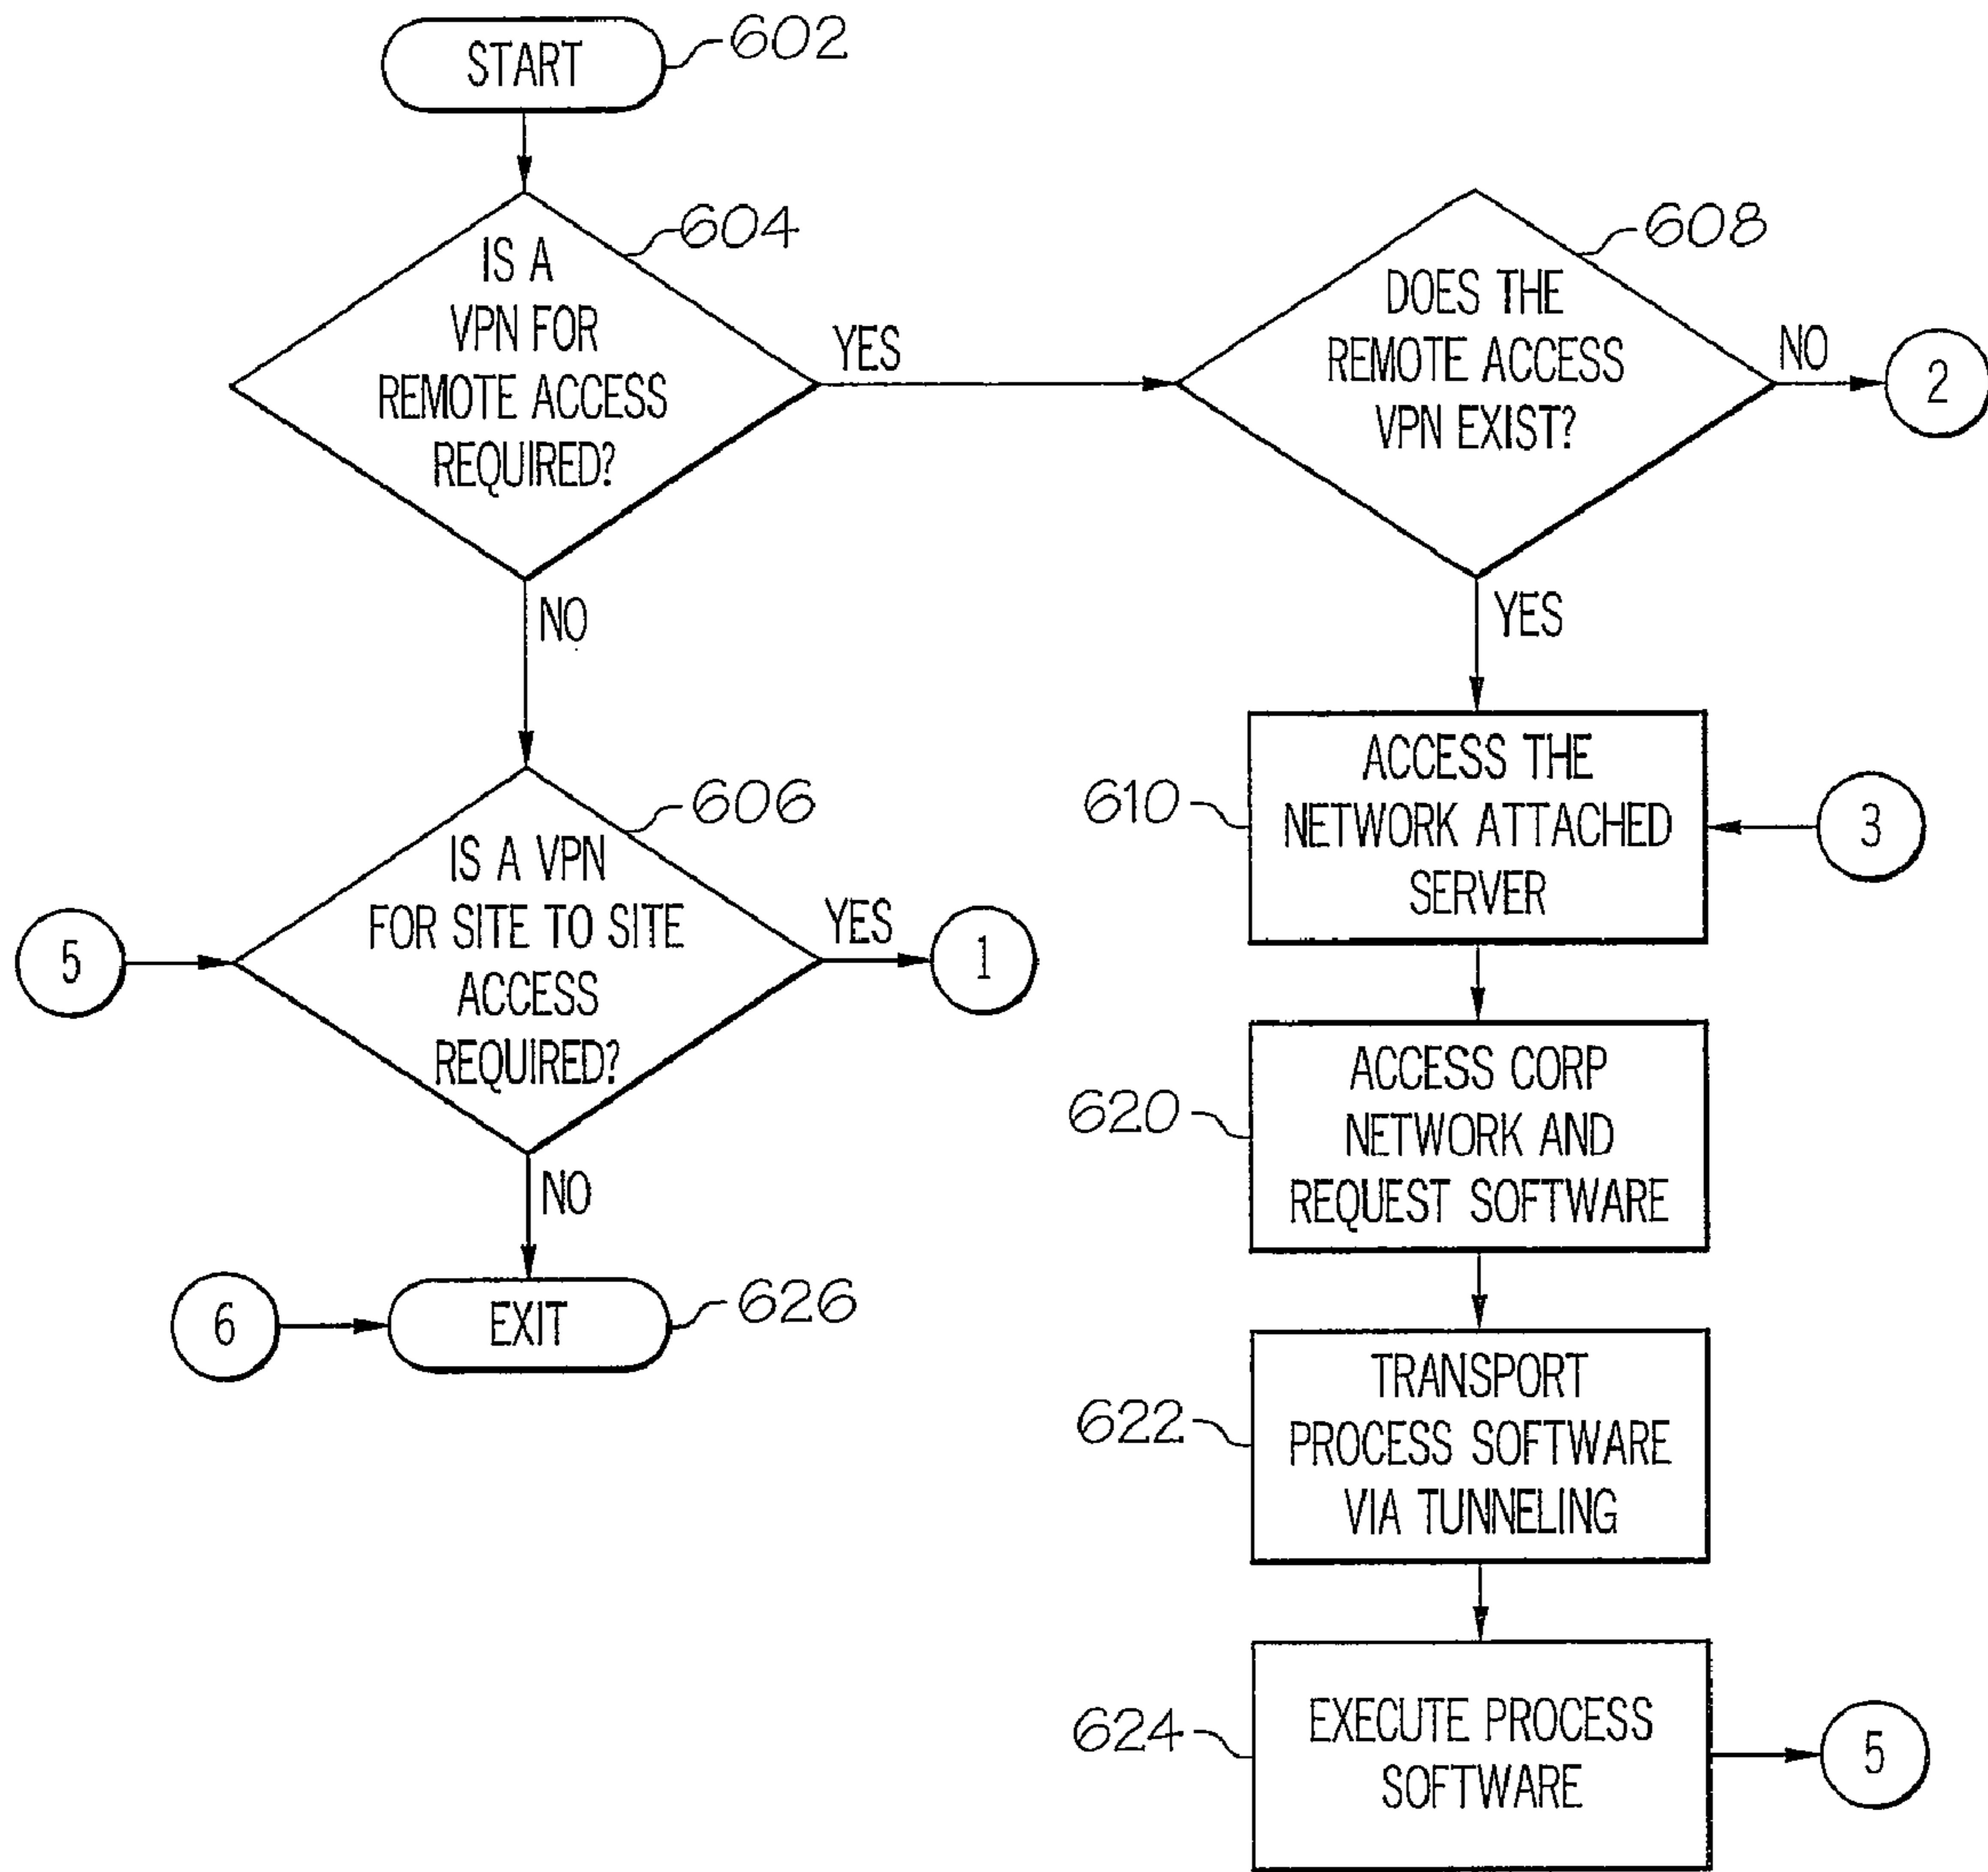 START
602
IS A
VPN FOR
REMOTE ACCESS
REQUIRED?
604
YES
NO
DOES THE
REMOTE ACCESS
VPN EXIST?
608
NO
2
YES
IS A VPN
FOR SITE TO SITE
ACCESS
REQUIRED?
606
5
YES
1
NO
6
EXIT
626
ACCESS THE
NETWORK ATTACHED
SERVER
610
3
ACCESS CORP
NETWORK AND
REQUEST SOFTWARE
620
TRANSPORT
PROCESS SOFTWARE
VIA TUNNELING
622
EXECUTE PROCESS
SOFTWARE
624
5